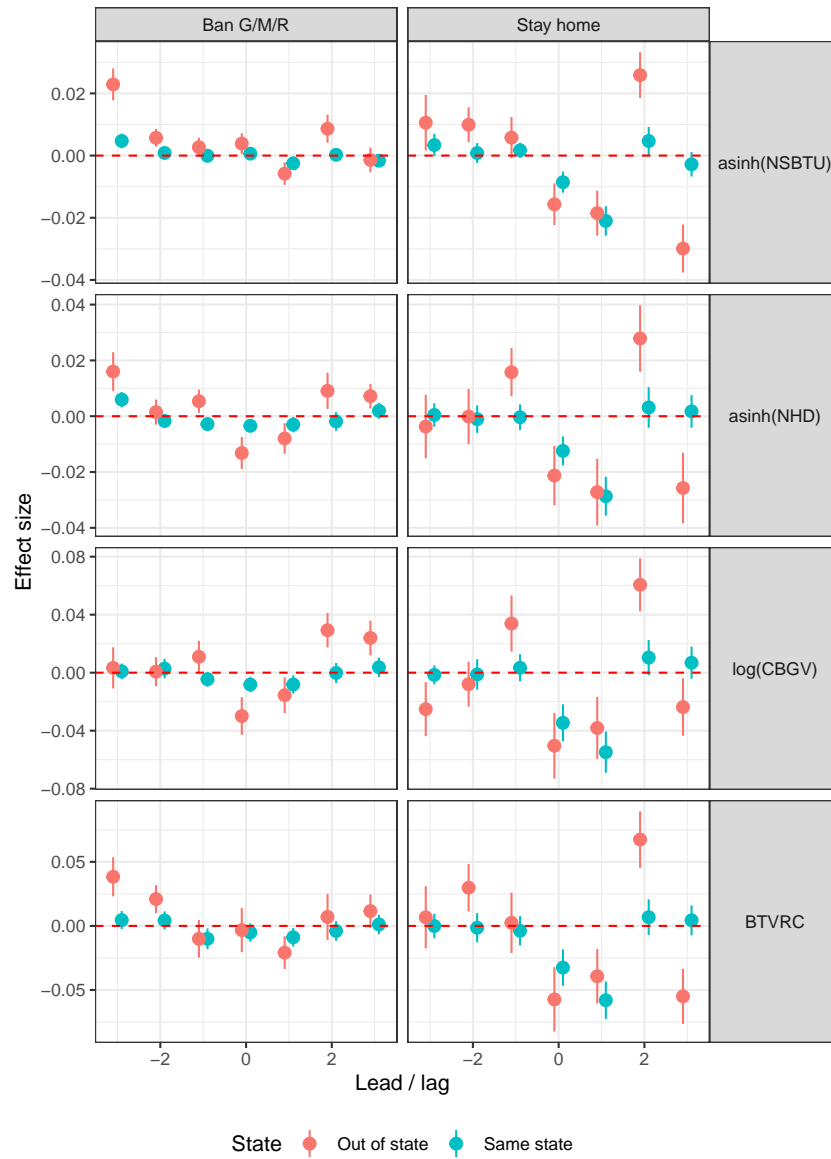 Ban G/M/R
Stay home
0.02
0.00
−0.02
−0.04
asinh(NSBTU)
0.04
0.02
0.00
−0.02
−0.04
asinh(NHD)
0.08
0.04
0.00
−0.04
−0.08
log(CBGV)
0.05
0.00
−0.05
BTVRC
Effect size
−2
0
2
−2
0
2
Lead / lag
State
Out of state
Same state